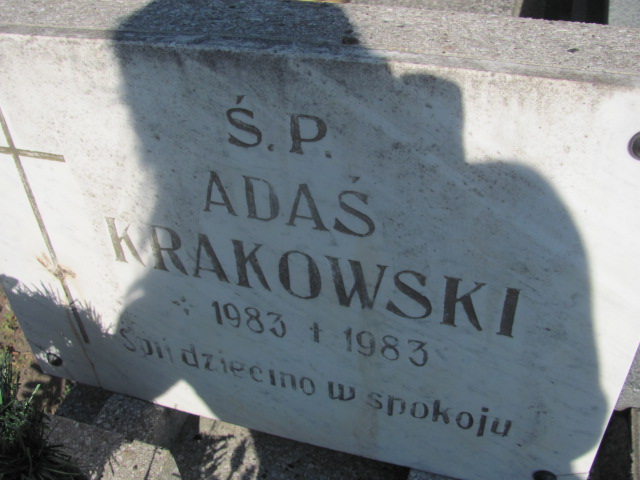 Ś.P.
ADAŚ
KRAKOWSKI
* 1983 † 1983
Śpij dziecino w spokoju